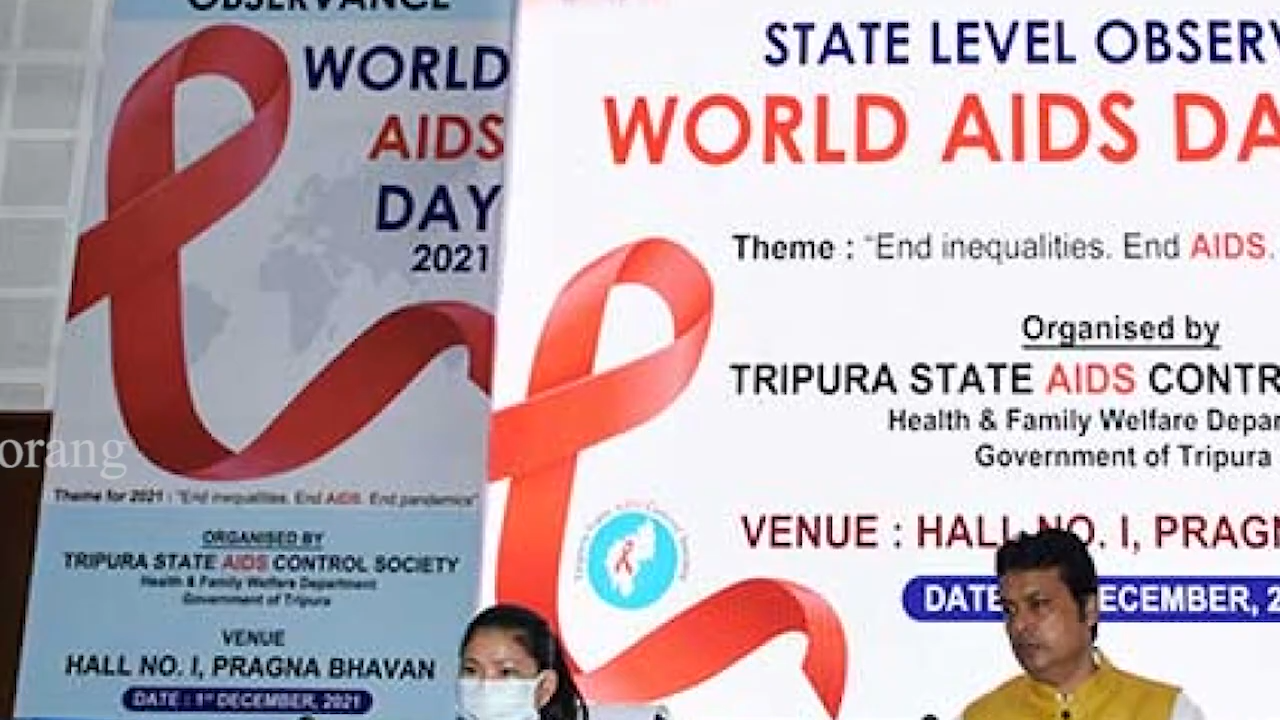 OBSERVANCE
WORLD
AIDS
DAY
2021
Theme for 2021 : "End inequalities. End AIDS. End pandemics"
ORGANISED BY
TRIPURA STATE AIDS CONTROL SOCIETY
Health & Family Welfare Department
Government of Tripura
VENUE
HALL NO. I, PRAGNA BHAVAN
DATE : 1st DECEMBER, 2021
STATE LEVEL OBSERV
WORLD AIDS DA
Theme : "End inequalities. End AIDS.
Organised by
TRIPURA STATE AIDS CONTR
Health & Family Welfare Depar
Government of Tripura
VENUE : HALL NO. I, PRAG
DATE ECEMBER, 2
orang